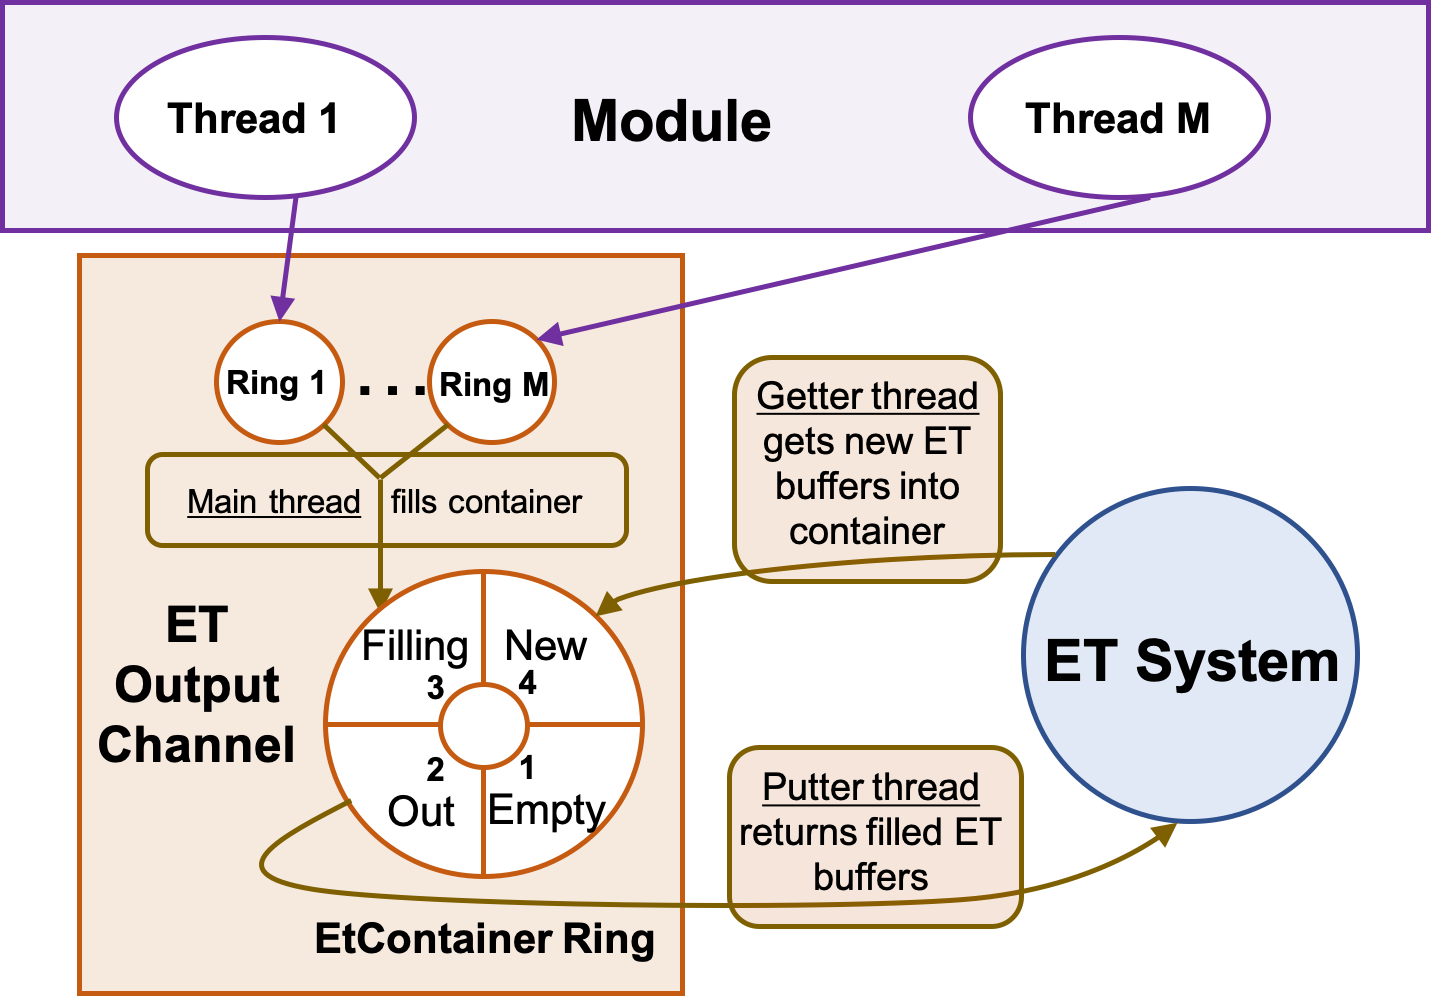 Thread 1
Module
Thread M
Ring 1
. . .
Ring M
Getter thread
gets new ET
buffers into
container
Main thread fills container
ET
Output
Channel
Filling
3
New
4
2
Out
1
Empty
ET System
Putter thread
returns filled ET
buffers
EtContainer Ring